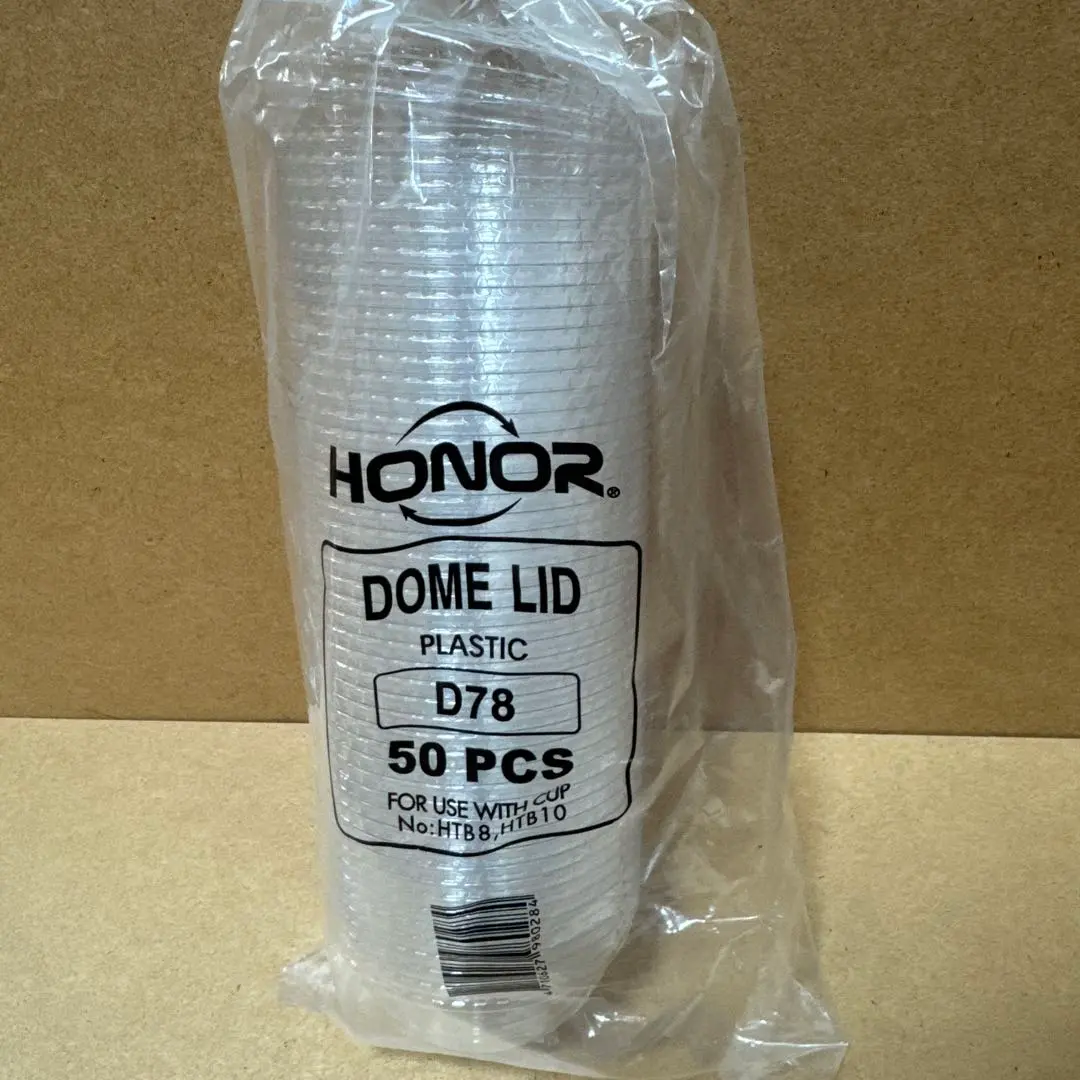 HONOR®
DOME LID
PLASTIC
D78
50 PCS
FOR USE WITH CUP
No:HTB8,HTB10